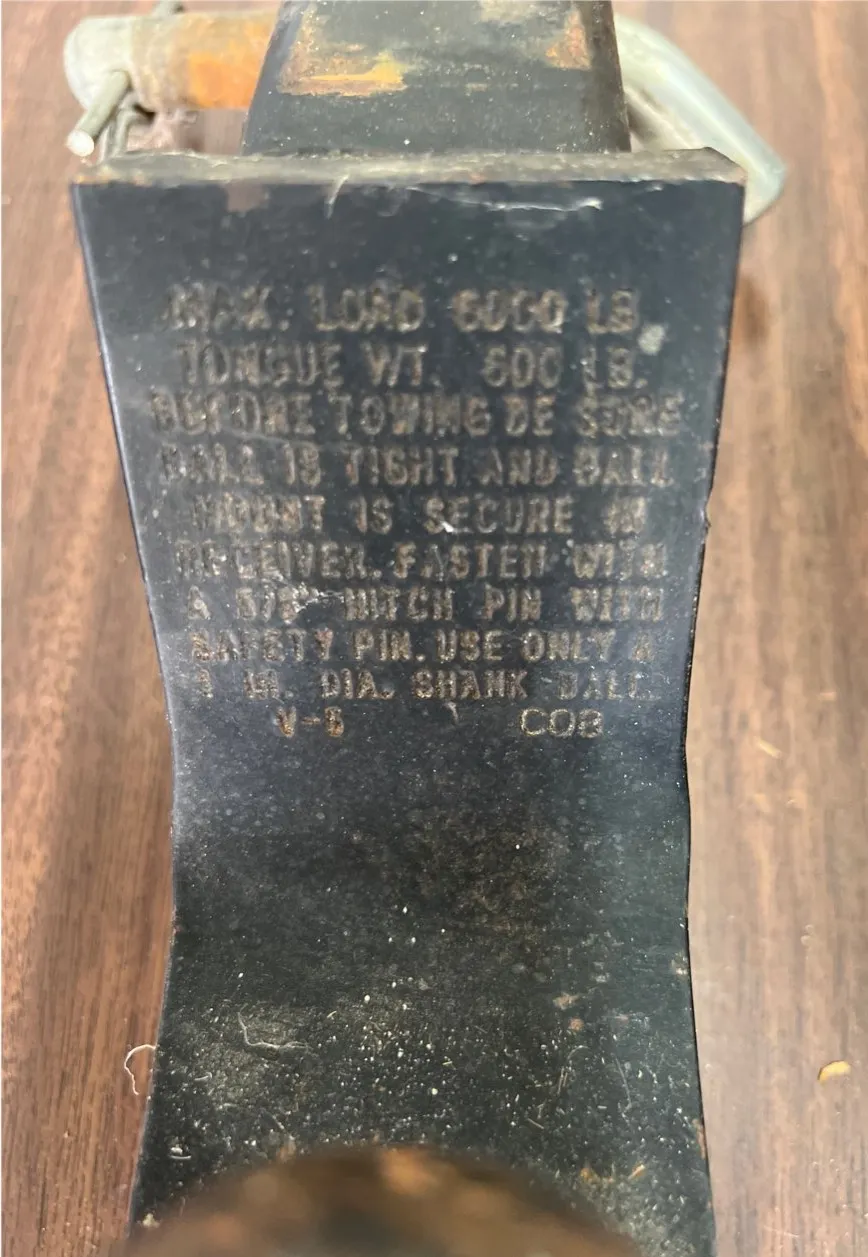 MAX. LOAD 6000 LB.
TONGUE WT. 600 LB.
BEFORE TOWING BE SURE
BALL IS TIGHT AND BALL
MOUNT IS SECURE IN
RECEIVER. FASTEN WITH
A 5/8" HITCH PIN WITH
SAFETY PIN. USE ONLY A
IN. DIA. SHANK BALL.
V-5 COB